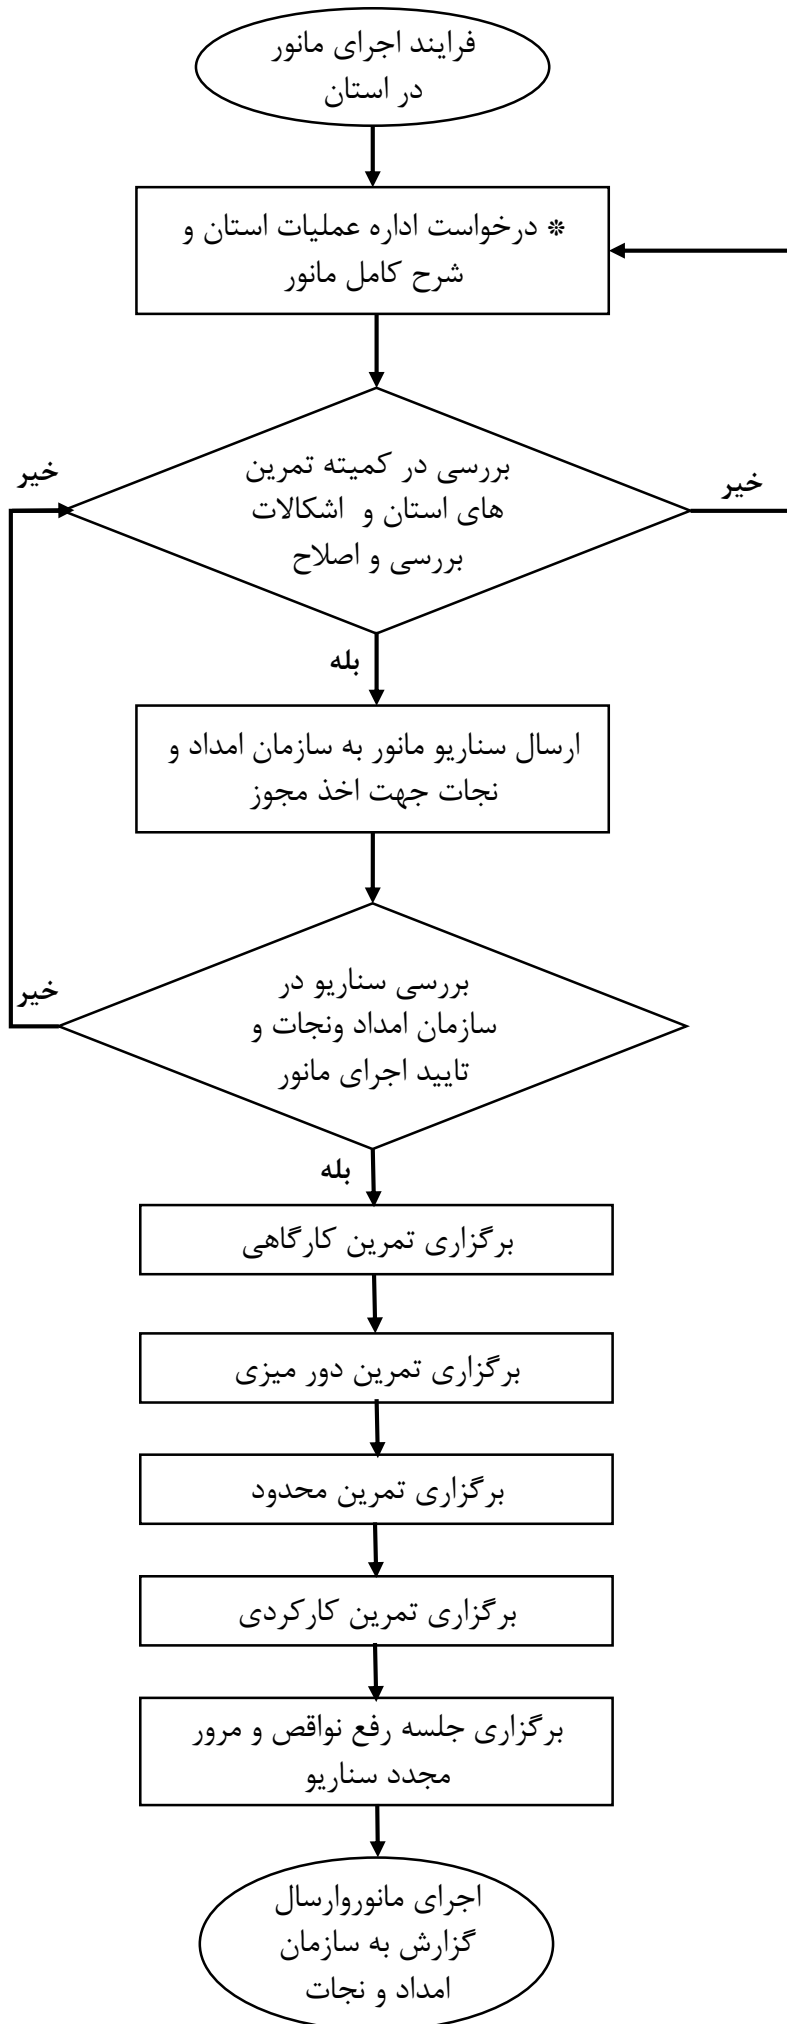 فرایند اجرای مانور
در استان
* درخواست اداره عملیات استان و
شرح کامل مانور
بررسی در کمیته تمرین
های استان و اشکالات
بررسی و اصلاح
خیر
خیر
بله
ارسال سناریو مانور به سازمان امداد و
نجات جهت اخذ مجوز
بررسی سناریو در
سازمان امداد ونجات و
تایید اجرای مانور
خیر
بله
برگزاری تمرین کارگاهی
برگزاری تمرین دور میزی
برگزاری تمرین محدود
برگزاری تمرین کارکردی
برگزاری جلسه رفع نواقص و مرور
مجدد سناریو
اجرای مانوروارسال
گزارش به سازمان
امداد و نجات